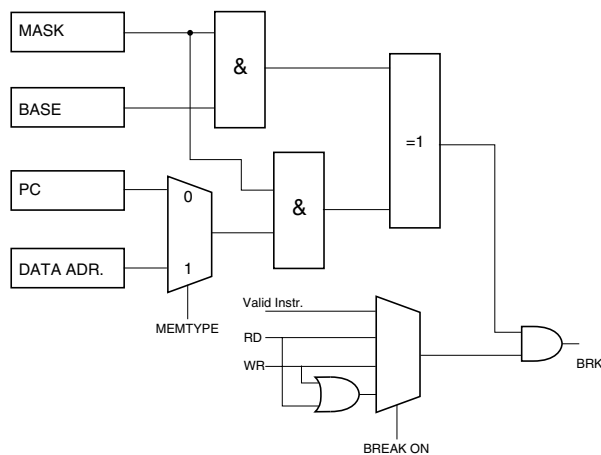 MASK
&
BASE
=1
PC
0
&
DATA ADR.
1
Valid Instr.
MEMTYPE
RD
WR
BRK
BREAK ON